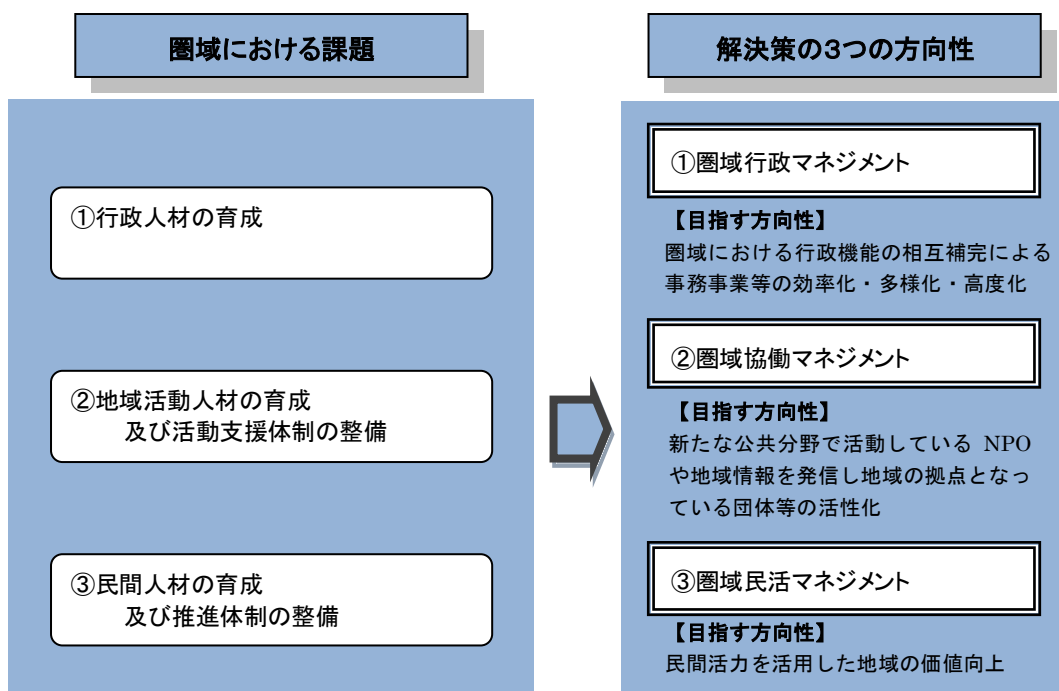 圏域における課題
①行政人材の育成
②地域活動人材の育成
及び活動支援体制の整備
③民間人材の育成
及び推進体制の整備
解決策の3つの方向性
①圏域行政マネジメント
【目指す方向性】
圏域における行政機能の相互補完による
事務事業等の効率化・多様化・高度化
②圏域協働マネジメント
【目指す方向性】
新たな公共分野で活動している NPO
や地域情報を発信し地域の拠点となっ
ている団体等の活性化
③圏域民活マネジメント
【目指す方向性】
民間活力を活用した地域の価値向上